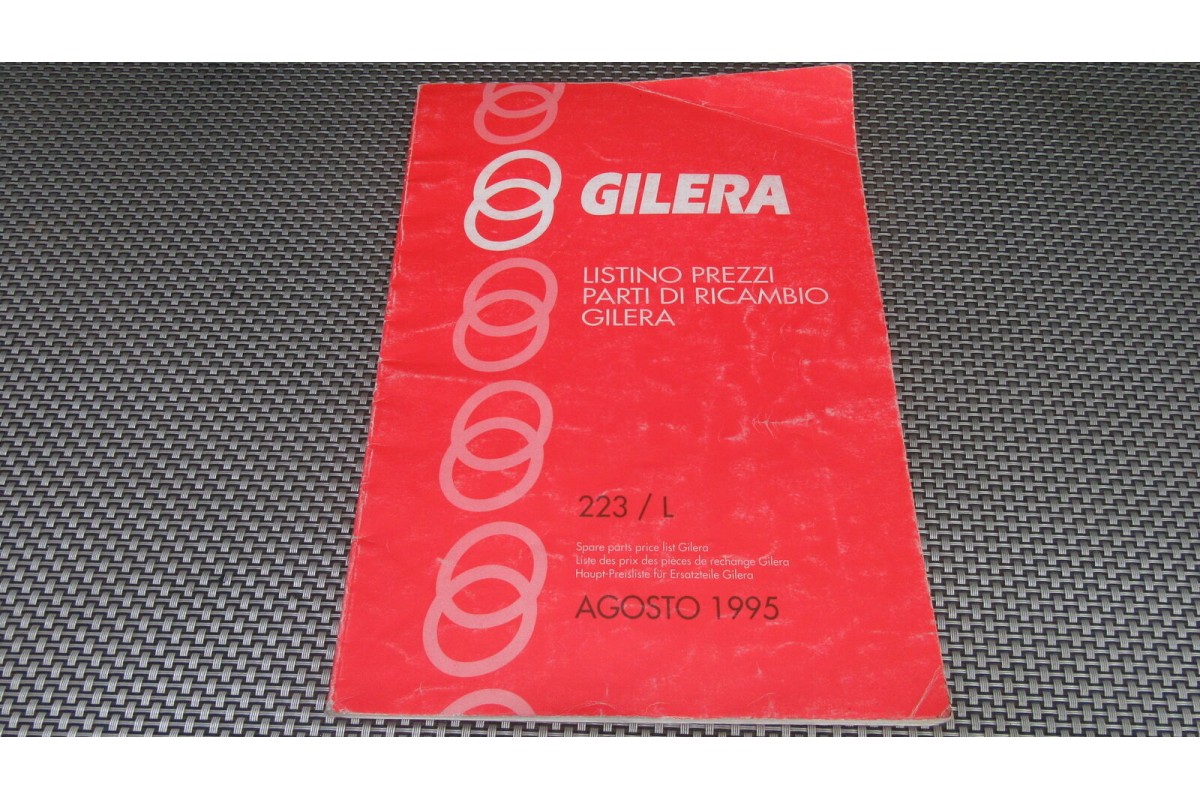 GILERA
LISTINO PREZZI
PARTI DI RICAMBIO
GILERA
223 / L
Spare parts price list Gilera
Liste des prix des pièces de rechange Gilera
Haupt-Preisliste für Ersatzteile Gilera
AGOSTO 1995